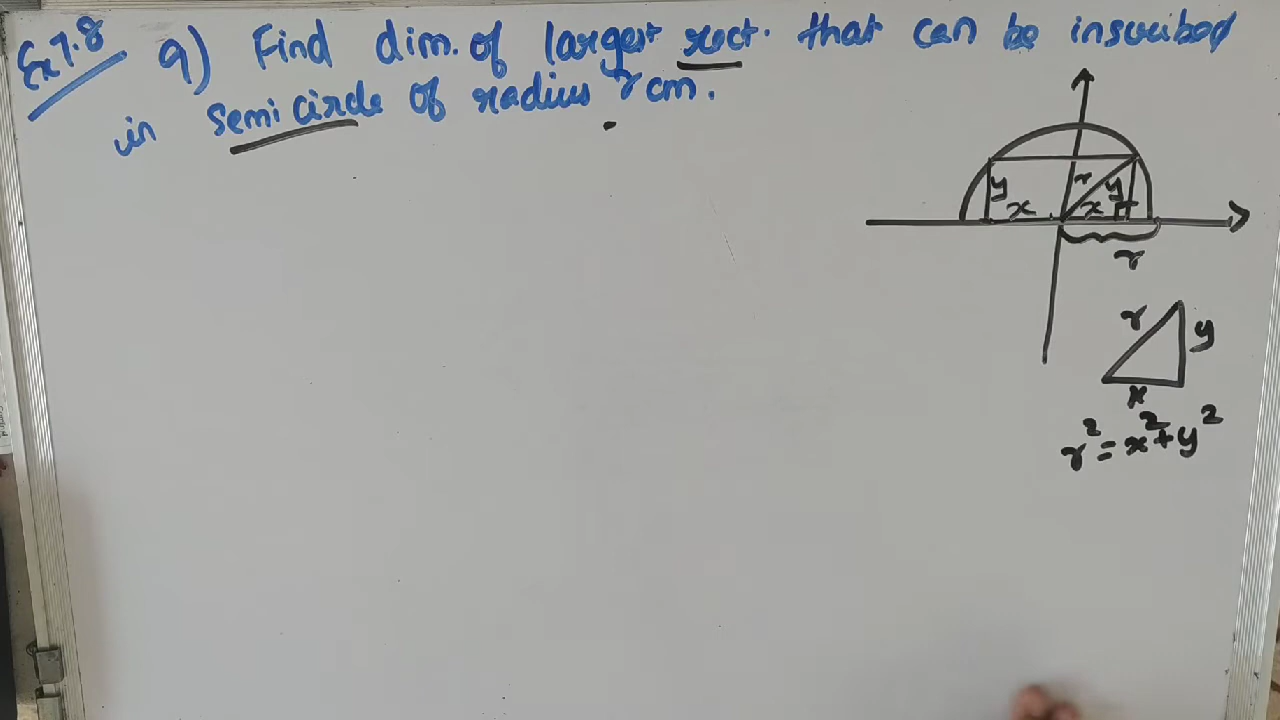 Ex 7.8
9) Find dim. of largest rect. that can be inscribed
in semi circle of radius r cm.
y r y
x x
r
r y
x
r² = x² + y²